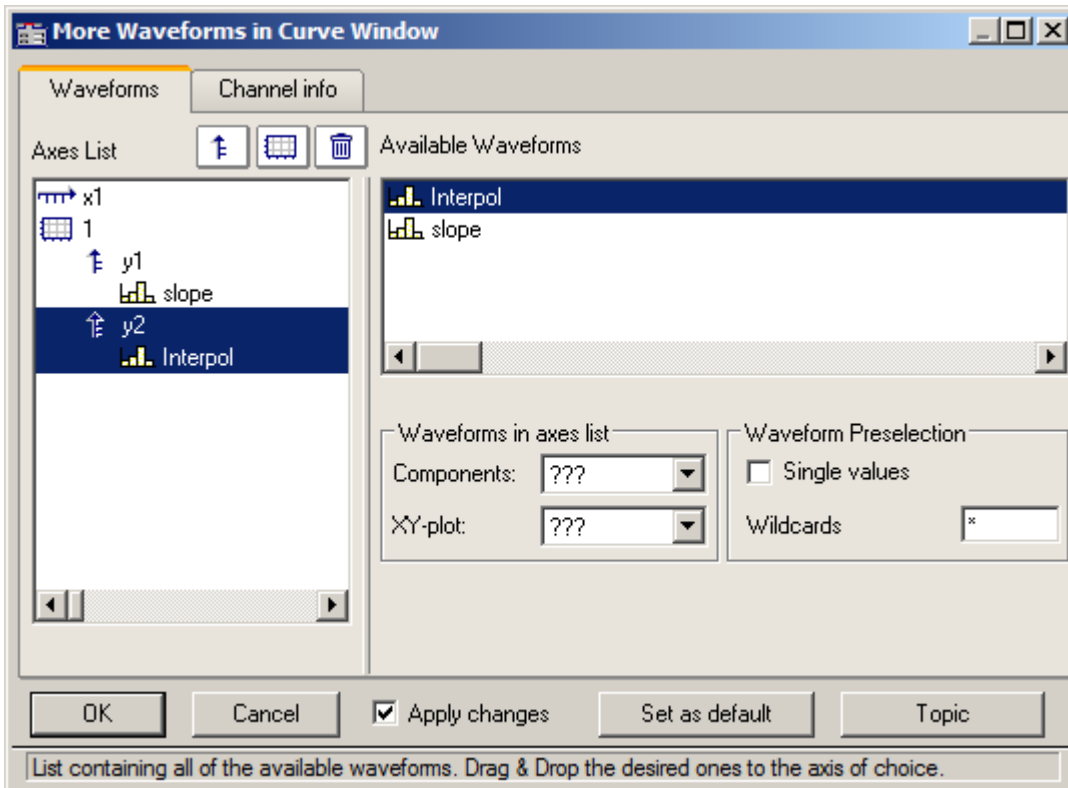 More Waveforms in Curve Window
Waveforms
Channel info
Axes List
Available Waveforms
x1
1
y1
slope
y2
Interpol
Interpol
slope
Waveforms in axes list
Components:
???
XY-plot:
???
Waveform Preselection
Single values
Wildcards
*
OK
Cancel
Apply changes
Set as default
Topic
List containing all of the available waveforms. Drag & Drop the desired ones to the axis of choice.